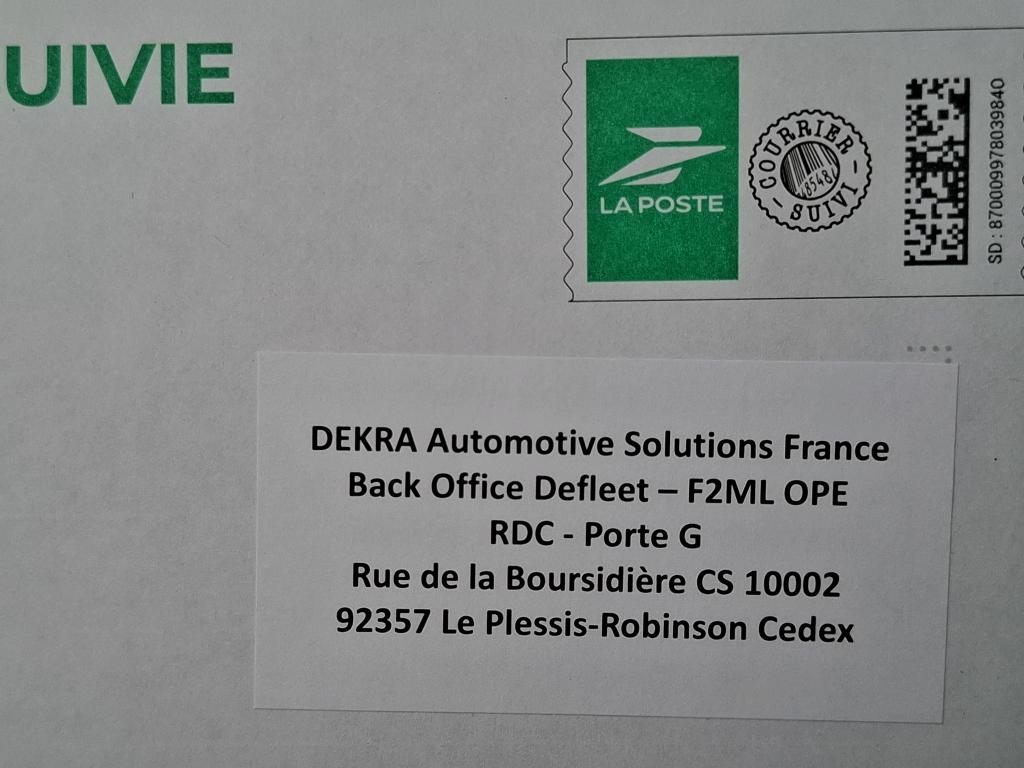 UIVIE
LA POSTE
COURRIER
SUIVI
SD : 870009978039840
DEKRA Automotive Solutions France
Back Office Defleet – F2ML OPE
RDC - Porte G
Rue de la Boursidière CS 10002
92357 Le Plessis-Robinson Cedex